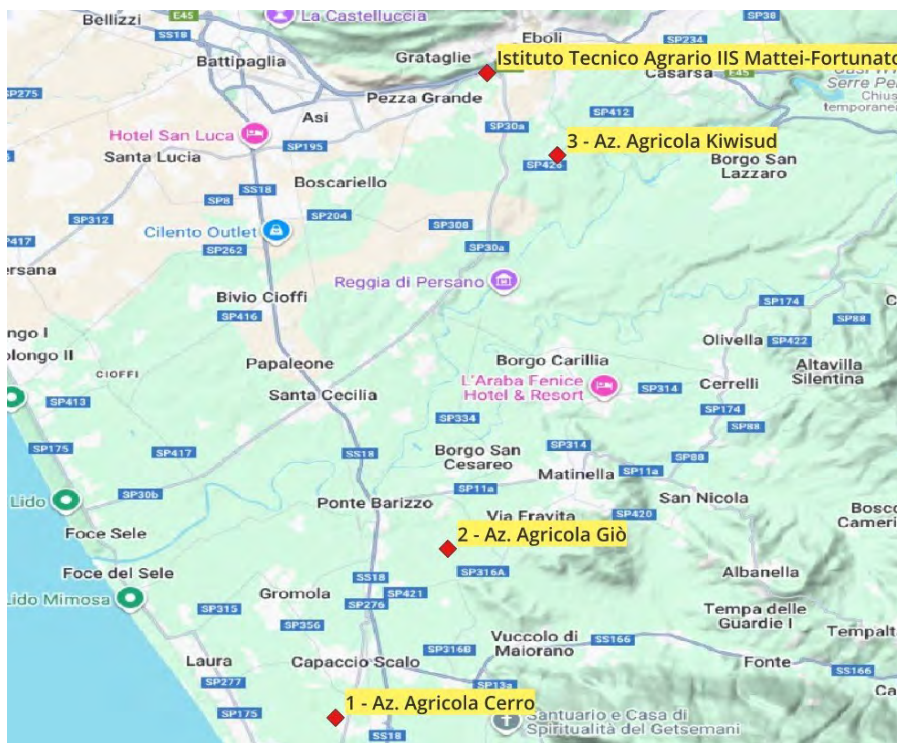 La Castelluccia
Bellizzi
E45
SS18
SP38
Eboli
SP234
Grataglie
Battipaglia
Istituto Tecnico Agrario IIS Mattei-Fortunato
Casarsa
E45
Serre Per
Chius
temporanea
SP275
Pezza Grande
SP412
Asi
SP30a
Hotel San Luca
SP195
3 - Az. Agricola Kiwisud
Santa Lucia
SP428
Borgo San
Lazzaro
Boscariello
SS18
SP8
SP204
SP312
SP308
Cilento Outlet
SP417
SP262
SP30a
ersana
Reggia di Persano
Bivio Cioffi
SP174
SP416
SP88
ngo I
Olivella
SP422
olongo II
Papaleone
Borgo Carillia
Altavilla
Silentina
CIOFFI
L'Araba Fenice
Hotel & Resort
SP314
Cerrelli
Santa Cecilia
SP413
SP174
SP334
SP88
SP175
SP417
SS18
Borgo San
Cesareo
SP314
SP88
Matinella
SP11a
SP11a
Lido
SP30b
Ponte Barizzo
San Nicola
Bosco
Cameri
Via Fravita
SP420
Foce Sele
2 - Az. Agricola Giò
Foce del Sele
SP316A
Albanella
SS18
Lido Mimosa
Gromola
SP421
SP276
SP315
Tempa delle
Guardie I
SP356
Tempalt
Vuccolo di
Maiorano
SS166
SP316B
Laura
Capaccio Scalo
Fonte
SS166
SP277
SP13a
Ca
1 - Az. Agricola Cerro
SP175
Santuario e Casa di
Spiritualità del Getsemani
SS18